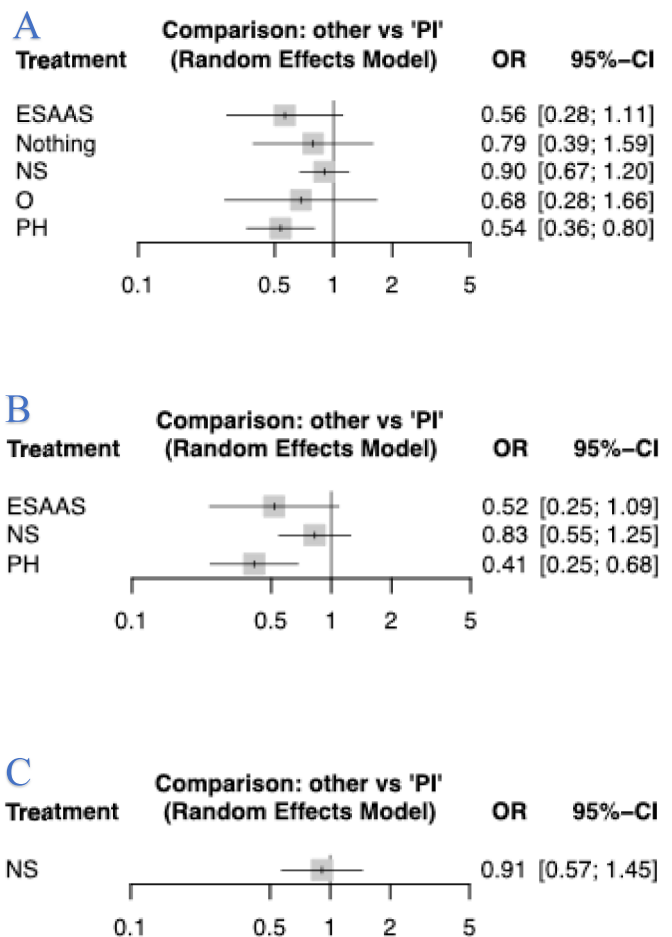 A
Comparison: other vs 'PI'
Treatment (Random Effects Model) OR 95%−CI
ESAAS 0.56 [0.28; 1.11]
Nothing 0.79 [0.39; 1.59]
NS 0.90 [0.67; 1.20]
O 0.68 [0.28; 1.66]
PH 0.54 [0.36; 0.80]
0.1 0.5 1 2 5
B
Comparison: other vs 'PI'
Treatment (Random Effects Model) OR 95%−CI
ESAAS 0.52 [0.25; 1.09]
NS 0.83 [0.55; 1.25]
PH 0.41 [0.25; 0.68]
0.1 0.5 1 2 5
C
Comparison: other vs 'PI'
Treatment (Random Effects Model) OR 95%−CI
NS 0.91 [0.57; 1.45]
0.1 0.5 1 2 5